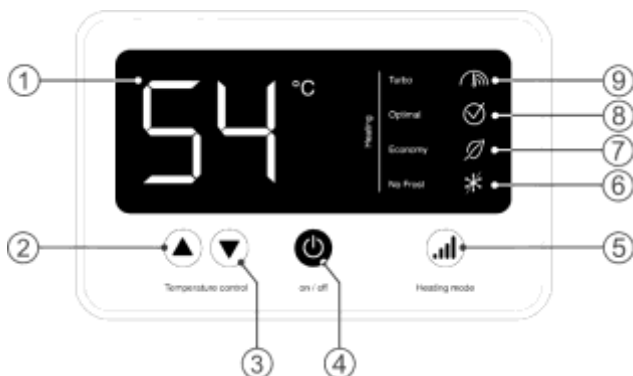 1
54 °C
Heating
Turbo
9
Optimal
8
Economy
7
No Frost
6
2
5
Temperature control
on / off
Heating mode
3
4